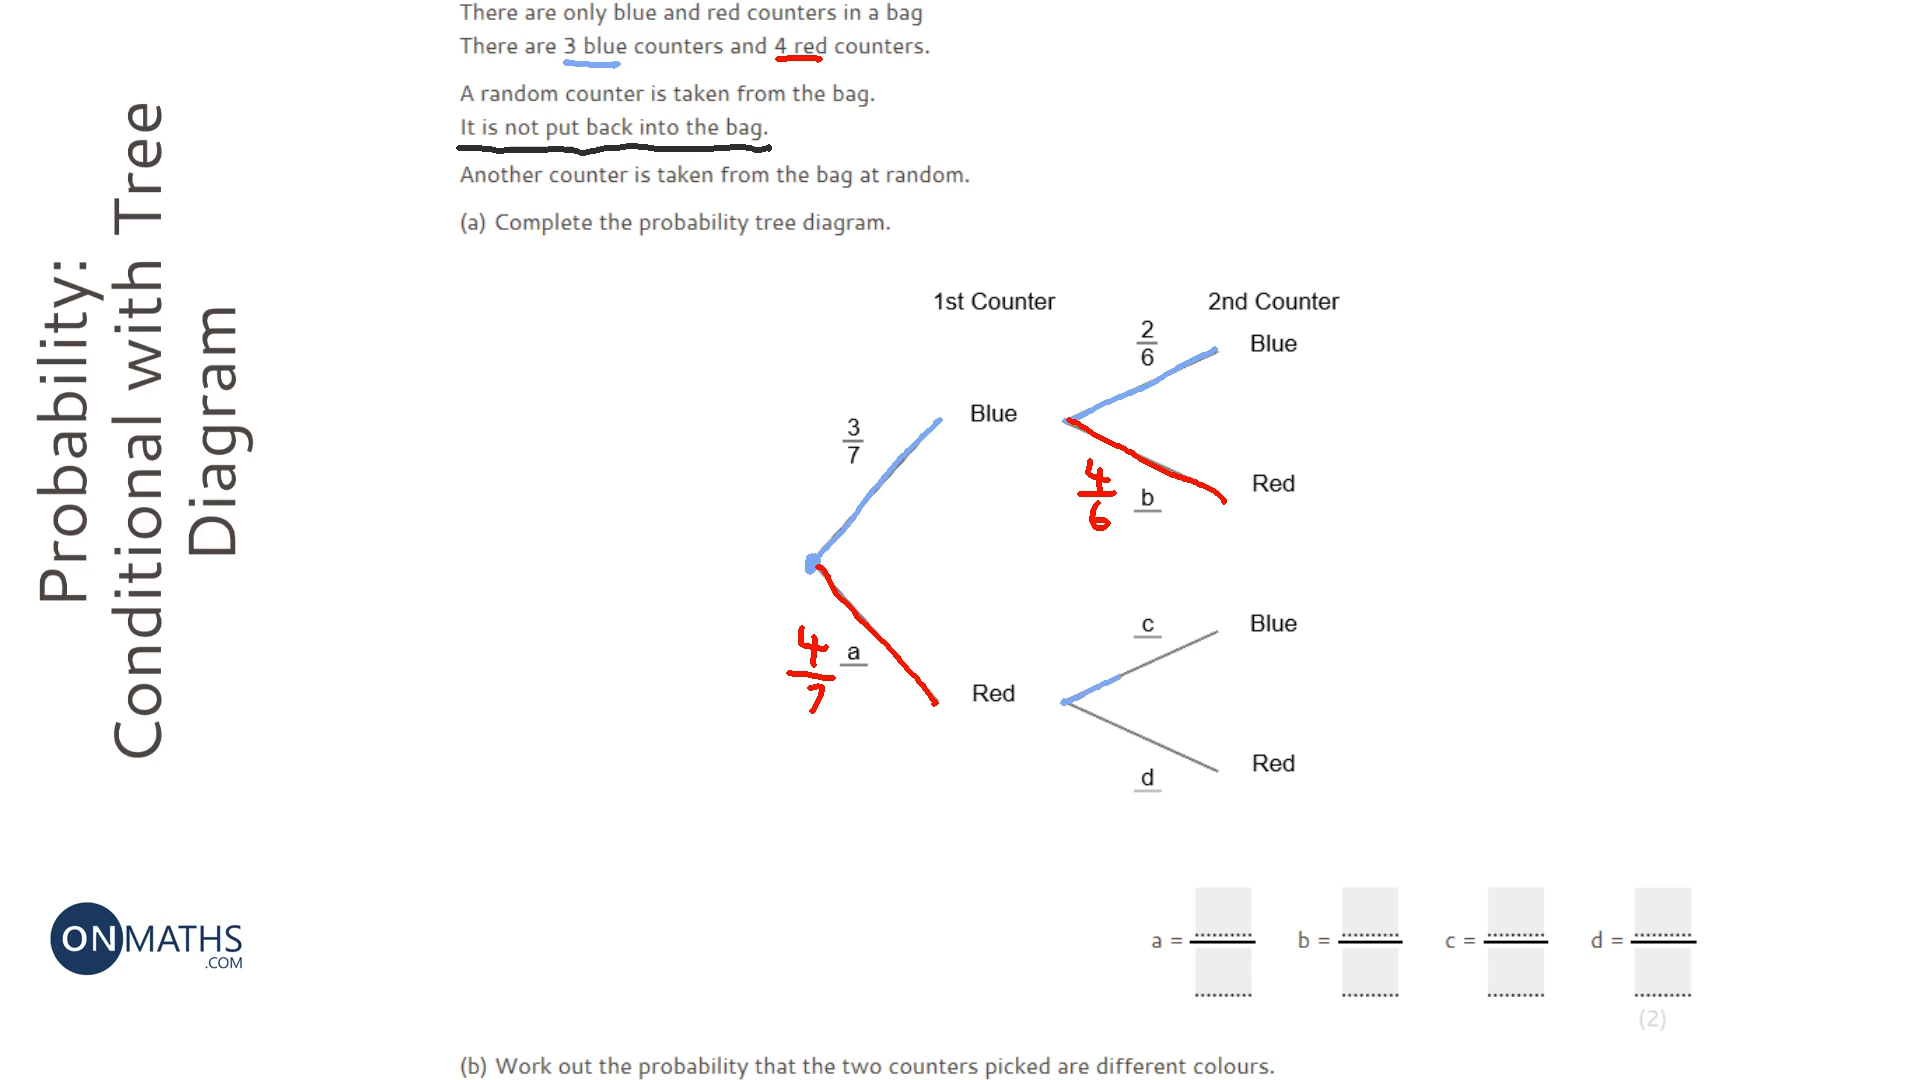 Probability:
Conditional with Tree
Diagram
There are only blue and red counters in a bag
There are 3 blue counters and 4 red counters.
A random counter is taken from the bag.
It is not put back into the bag.
Another counter is taken from the bag at random.
(a) Complete the probability tree diagram.
1st Counter 2nd Counter
2
6
Blue
3
7
Blue
4
6
b
Red
4
7
a
Red
c
Blue
d
Red
a = b = c = d =
(2)
(b) Work out the probability that the two counters picked are different colours.
ONMATHS
.COM